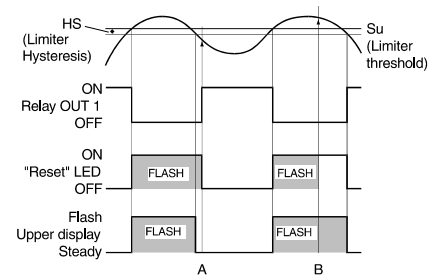 HS
(Limiter
Hysteresis)
Su
(Limiter
threshold)
ON
Relay OUT 1
OFF
ON
"Reset" LED
OFF
FLASH
FLASH
Flash
Upper display
Steady
FLASH
FLASH
A
B